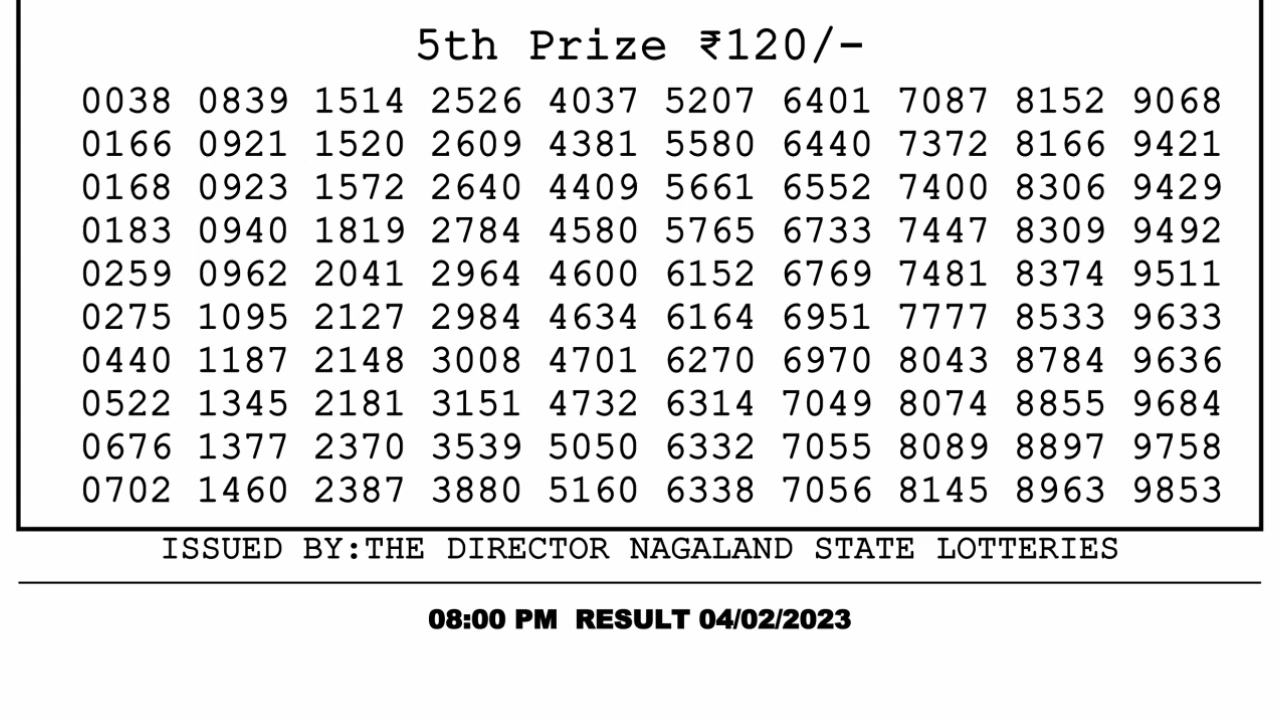 5th Prize ₹120/-
0038 0839 1514 2526 4037 5207 6401 7087 8152 9068
0166 0921 1520 2609 4381 5580 6440 7372 8166 9421
0168 0923 1572 2640 4409 5661 6552 7400 8306 9429
0183 0940 1819 2784 4580 5765 6733 7447 8309 9492
0259 0962 2041 2964 4600 6152 6769 7481 8374 9511
0275 1095 2127 2984 4634 6164 6951 7777 8533 9633
0440 1187 2148 3008 4701 6270 6970 8043 8784 9636
0522 1345 2181 3151 4732 6314 7049 8074 8855 9684
0676 1377 2370 3539 5050 6332 7055 8089 8897 9758
0702 1460 2387 3880 5160 6338 7056 8145 8963 9853
ISSUED BY:THE DIRECTOR NAGALAND STATE LOTTERIES
08:00 PM RESULT 04/02/2023